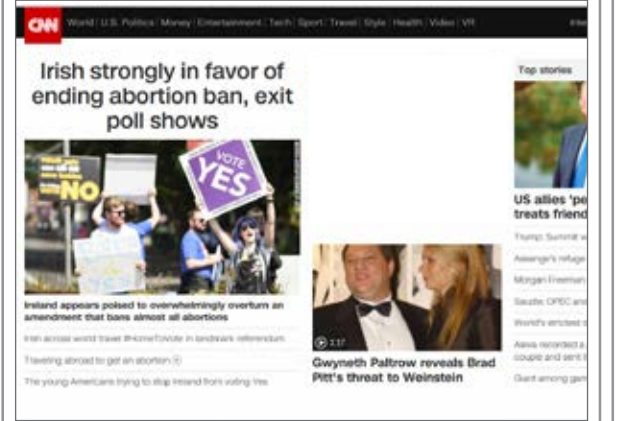 CNN World U.S. Politics Money Entertainment Tech Sport Travel Style Health Video VR
Irish strongly in favor of
ending abortion ban, exit
poll shows
NO
VOTE
YES
Ireland appears poised to overwhelmingly overturn an
amendment that bans almost all abortions
Irish across world travel #HomeToVote in landmark referendum
Traveling abroad to get an abortion
The young Americans trying to stop Ireland from voting Yes
Gwyneth Paltrow reveals Brad
Pitt's threat to Weinstein
Top stories
US allies 'pe
treats friend
Trump: Summit w
Assange's refuge
Morgan Freeman
Saudis: OPEC and
World's
couple and sent t
Giant among gam